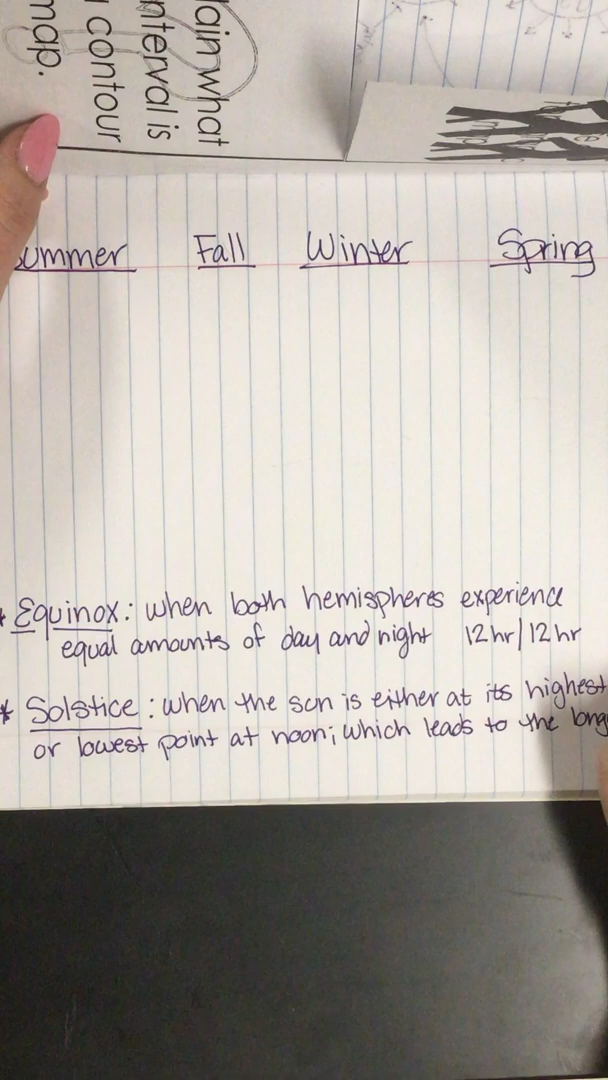 lain what
nterval is
contour
map.
Summer Fall Winter Spring
* Equinox: when both hemispheres experience
equal amounts of day and night 12hr/12hr
* Solstice: when the sun is either at its highest
or lowest point at noon; which leads to the long